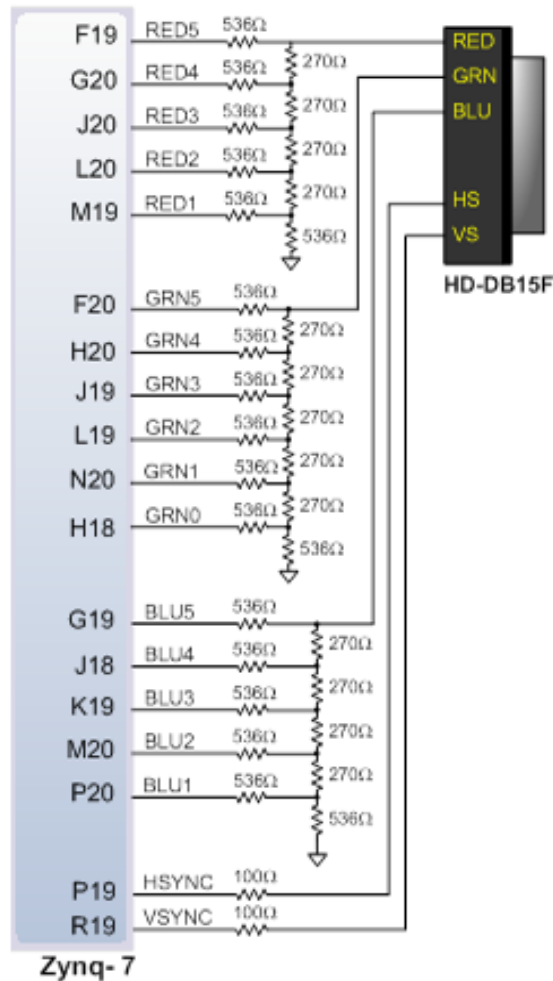 F19 RED5 536Ω RED
270Ω
G20 RED4 536Ω GRN
270Ω
J20 RED3 536Ω BLU
270Ω
L20 RED2 536Ω
270Ω
M19 RED1 536Ω HS
536Ω VS
HD-DB15F
F20 GRN5 536Ω
270Ω
H20 GRN4 536Ω
270Ω
J19 GRN3 536Ω
270Ω
L19 GRN2 536Ω
270Ω
N20 GRN1 536Ω
270Ω
H18 GRN0 536Ω
536Ω
G19 BLU5 536Ω
270Ω
J18 BLU4 536Ω
270Ω
K19 BLU3 536Ω
270Ω
M20 BLU2 536Ω
270Ω
P20 BLU1 536Ω
536Ω
P19 HSYNC 100Ω
R19 VSYNC 100Ω
Zynq- 7